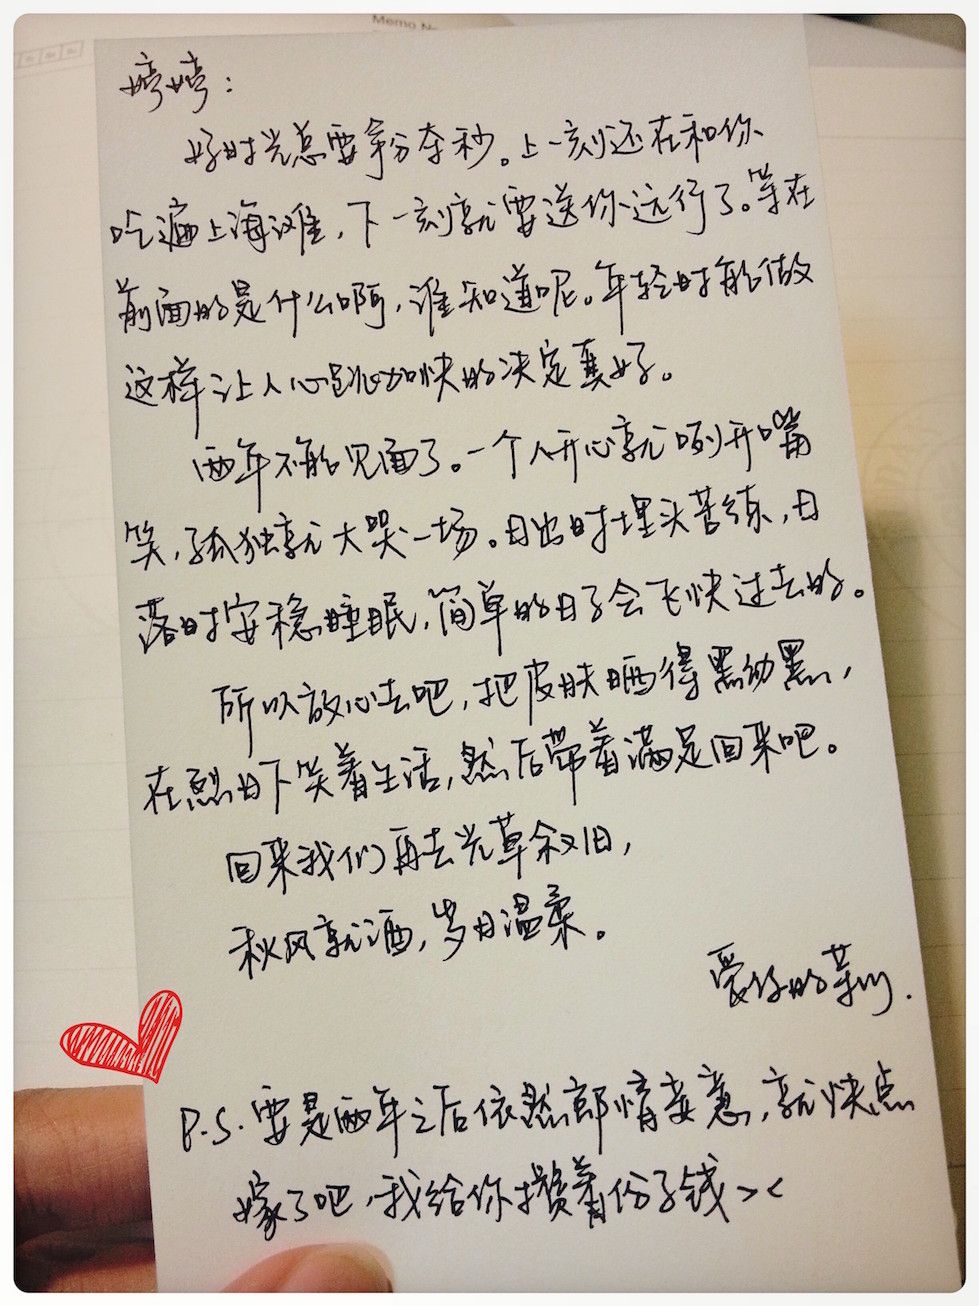 Memo No
婷婷：
好时光总要争分夺秒。上一刻还在和你
吃遍上海滩，下一刻就要送你远行了。等在
前面的是什么啊，谁知道呢。年轻时能做
这样让人心跳加快的决定真好。
两年不能见面了。一个人开心就咧开嘴
笑，孤独就大哭一场。日出时埋头苦练，日
落时安稳睡眠，简单的日子会飞快过去的。
所以放心去吧，把皮肤晒得黑黝黑，
在烈日下笑着生活，然后带着满足回来吧。
回来我们再去光草叙旧，
秋风就酒，岁月温柔。
爱你的莉.
P.S. 要是两年之后依然郎情妾意，就快点
嫁了吧，我给你攒着份子钱><